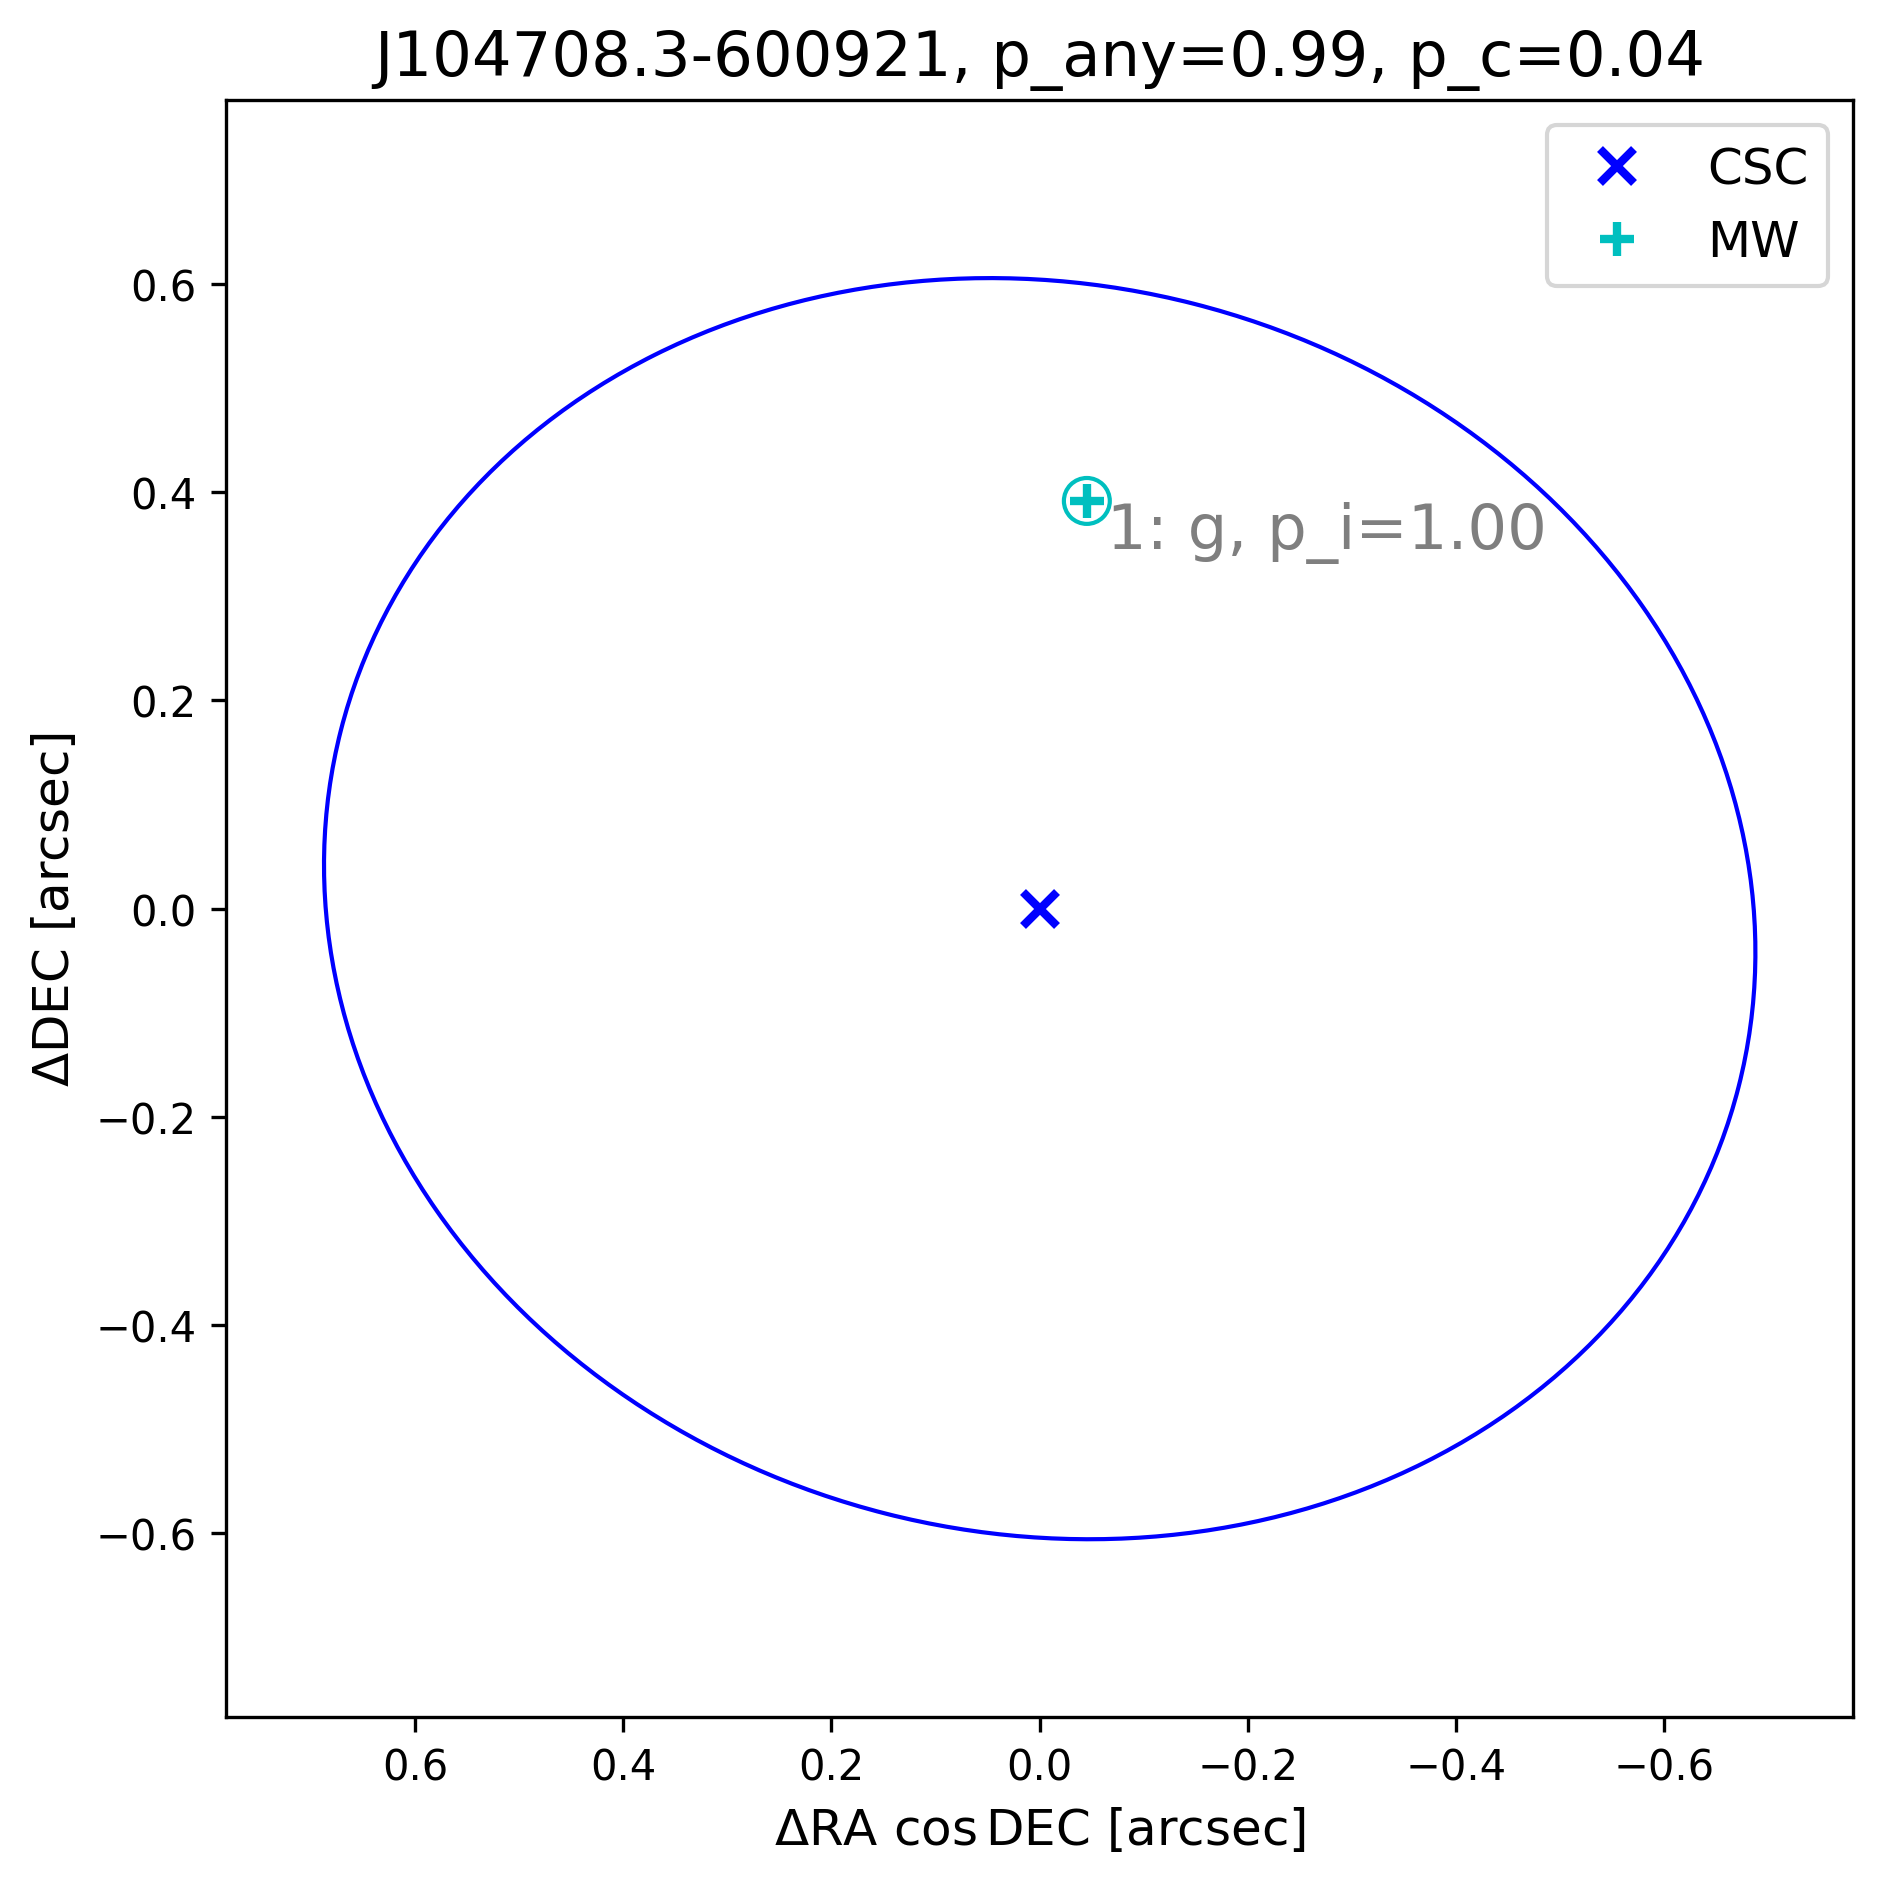 J104708.3-600921, p_any=0.99, p_c=0.04
CSC
MW
1: g, p_i=1.00
0.6
0.4
0.2
0.0
−0.2
−0.4
−0.6
ΔDEC [arcsec]
0.6 0.4 0.2 0.0 −0.2 −0.4 −0.6
ΔRA cos DEC [arcsec]